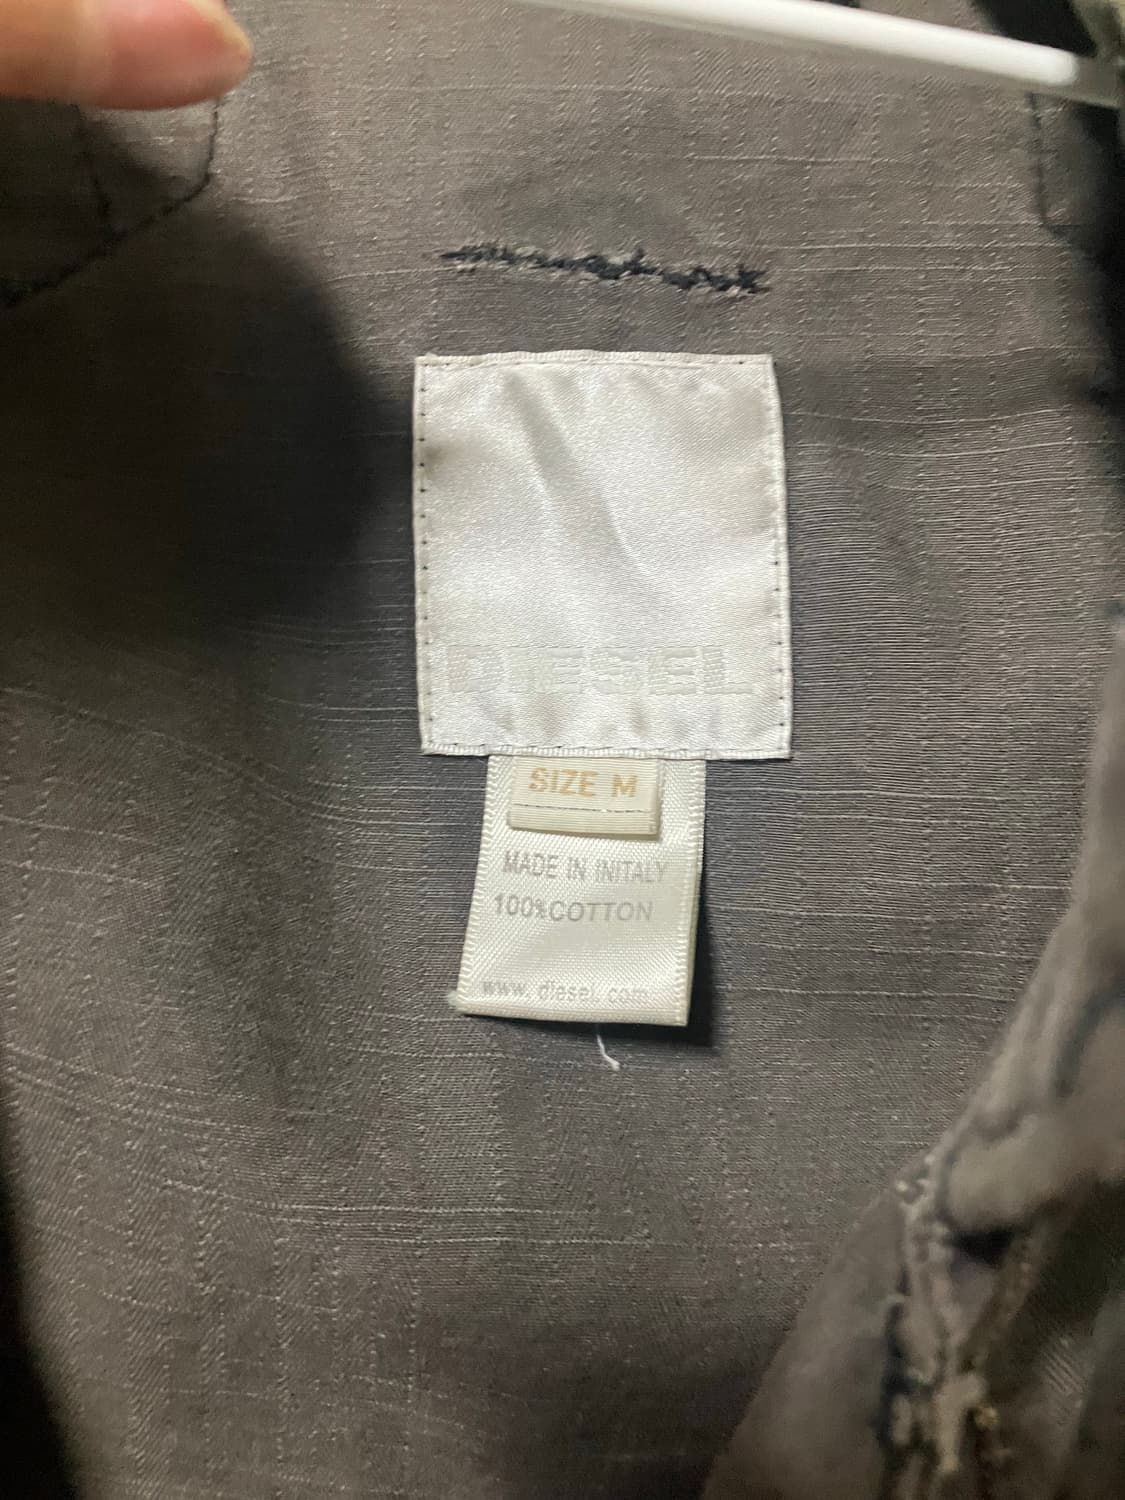 DIESEL
SIZE M
MADE IN INITALY
100%COTTON
www.diesel.com